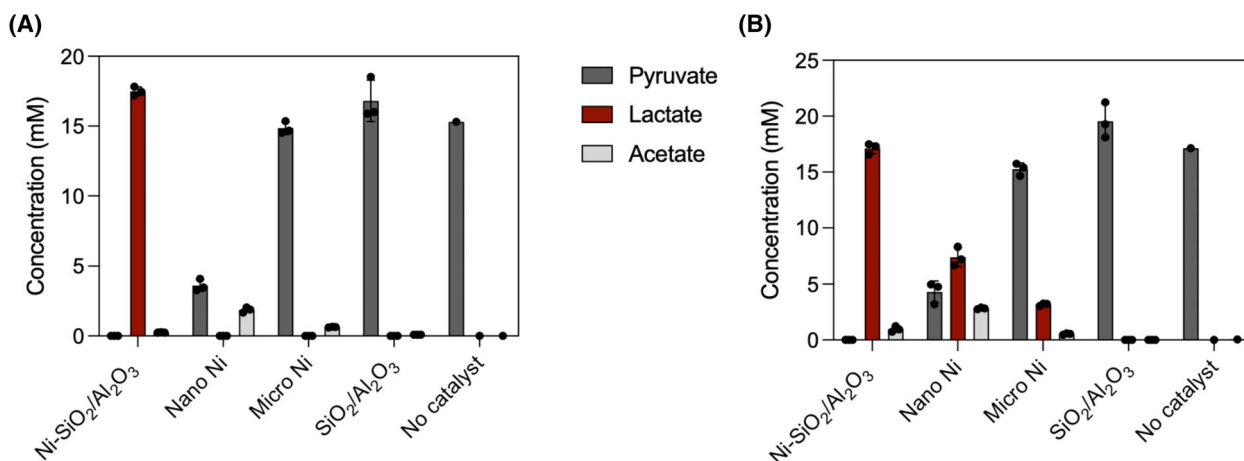 (A)
Concentration (mM)
20
15
10
5
0
Ni-SiO₂/Al₂O₃
Nano Ni
Micro Ni
SiO₂/Al₂O₃
No catalyst
Pyruvate
Lactate
Acetate
(B)
Concentration (mM)
25
20
15
10
5
0
Ni-SiO₂/Al₂O₃
Nano Ni
Micro Ni
SiO₂/Al₂O₃
No catalyst